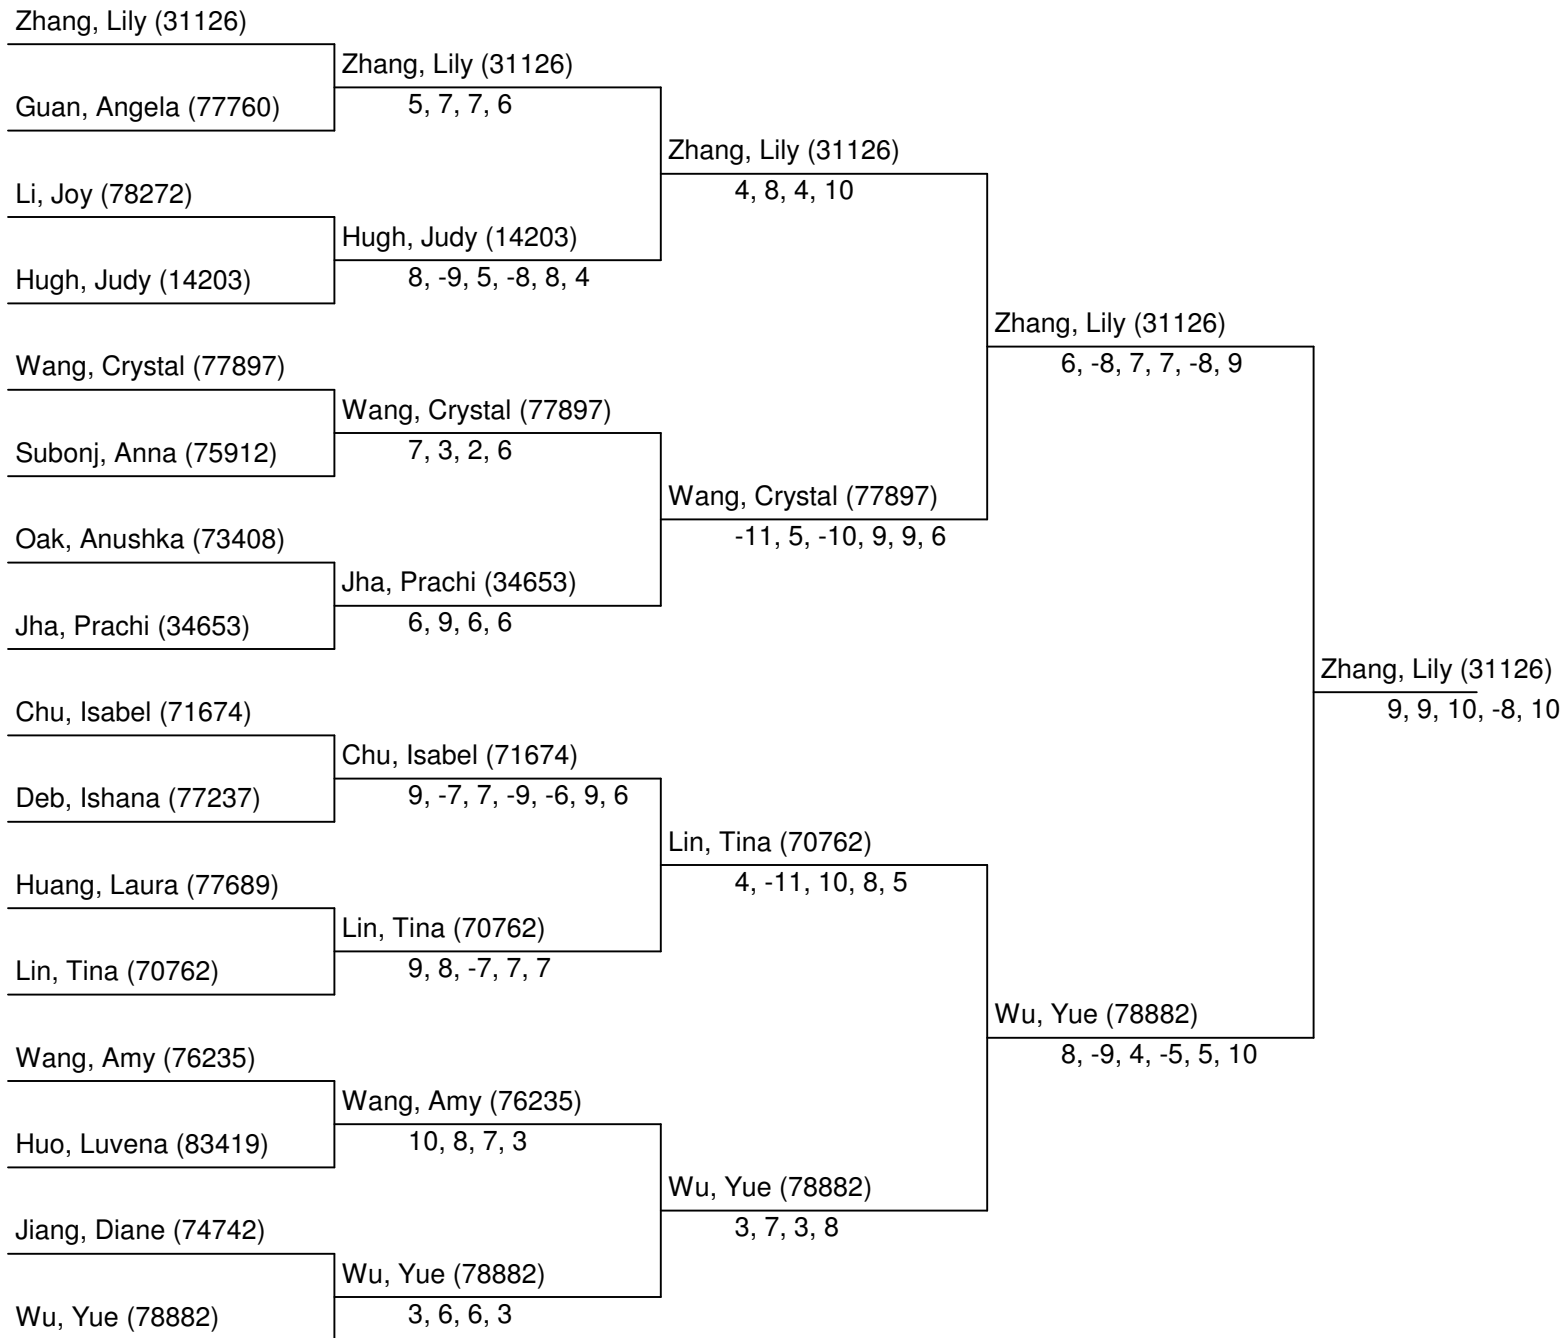 Zhang, Lily (31126)
Zhang, Lily (31126)
5, 7, 7, 6
Guan, Angela (77760)
Zhang, Lily (31126)
4, 8, 4, 10
Li, Joy (78272)
Hugh, Judy (14203)
8, -9, 5, -8, 8, 4
Hugh, Judy (14203)
Zhang, Lily (31126)
6, -8, 7, 7, -8, 9
Wang, Crystal (77897)
Wang, Crystal (77897)
7, 3, 2, 6
Subonj, Anna (75912)
Wang, Crystal (77897)
-11, 5, -10, 9, 9, 6
Oak, Anushka (73408)
Jha, Prachi (34653)
6, 9, 6, 6
Jha, Prachi (34653)
Zhang, Lily (31126)
9, 9, 10, -8, 10
Chu, Isabel (71674)
Chu, Isabel (71674)
9, -7, 7, -9, -6, 9, 6
Deb, Ishana (77237)
Lin, Tina (70762)
4, -11, 10, 8, 5
Huang, Laura (77689)
Lin, Tina (70762)
9, 8, -7, 7, 7
Lin, Tina (70762)
Wu, Yue (78882)
8, -9, 4, -5, 5, 10
Wang, Amy (76235)
Wang, Amy (76235)
10, 8, 7, 3
Huo, Luvena (83419)
Wu, Yue (78882)
3, 7, 3, 8
Jiang, Diane (74742)
Wu, Yue (78882)
3, 6, 6, 3
Wu, Yue (78882)